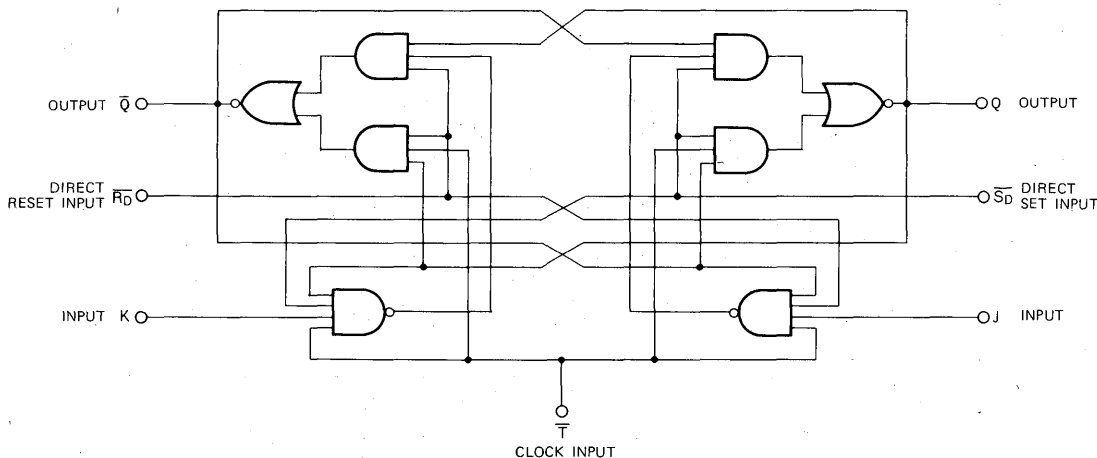 OUTPUT Q̅
Q OUTPUT
DIRECT
RESET INPUT R̅D̅
S̅D̅ DIRECT
SET INPUT
INPUT K
J INPUT
T̅
CLOCK INPUT